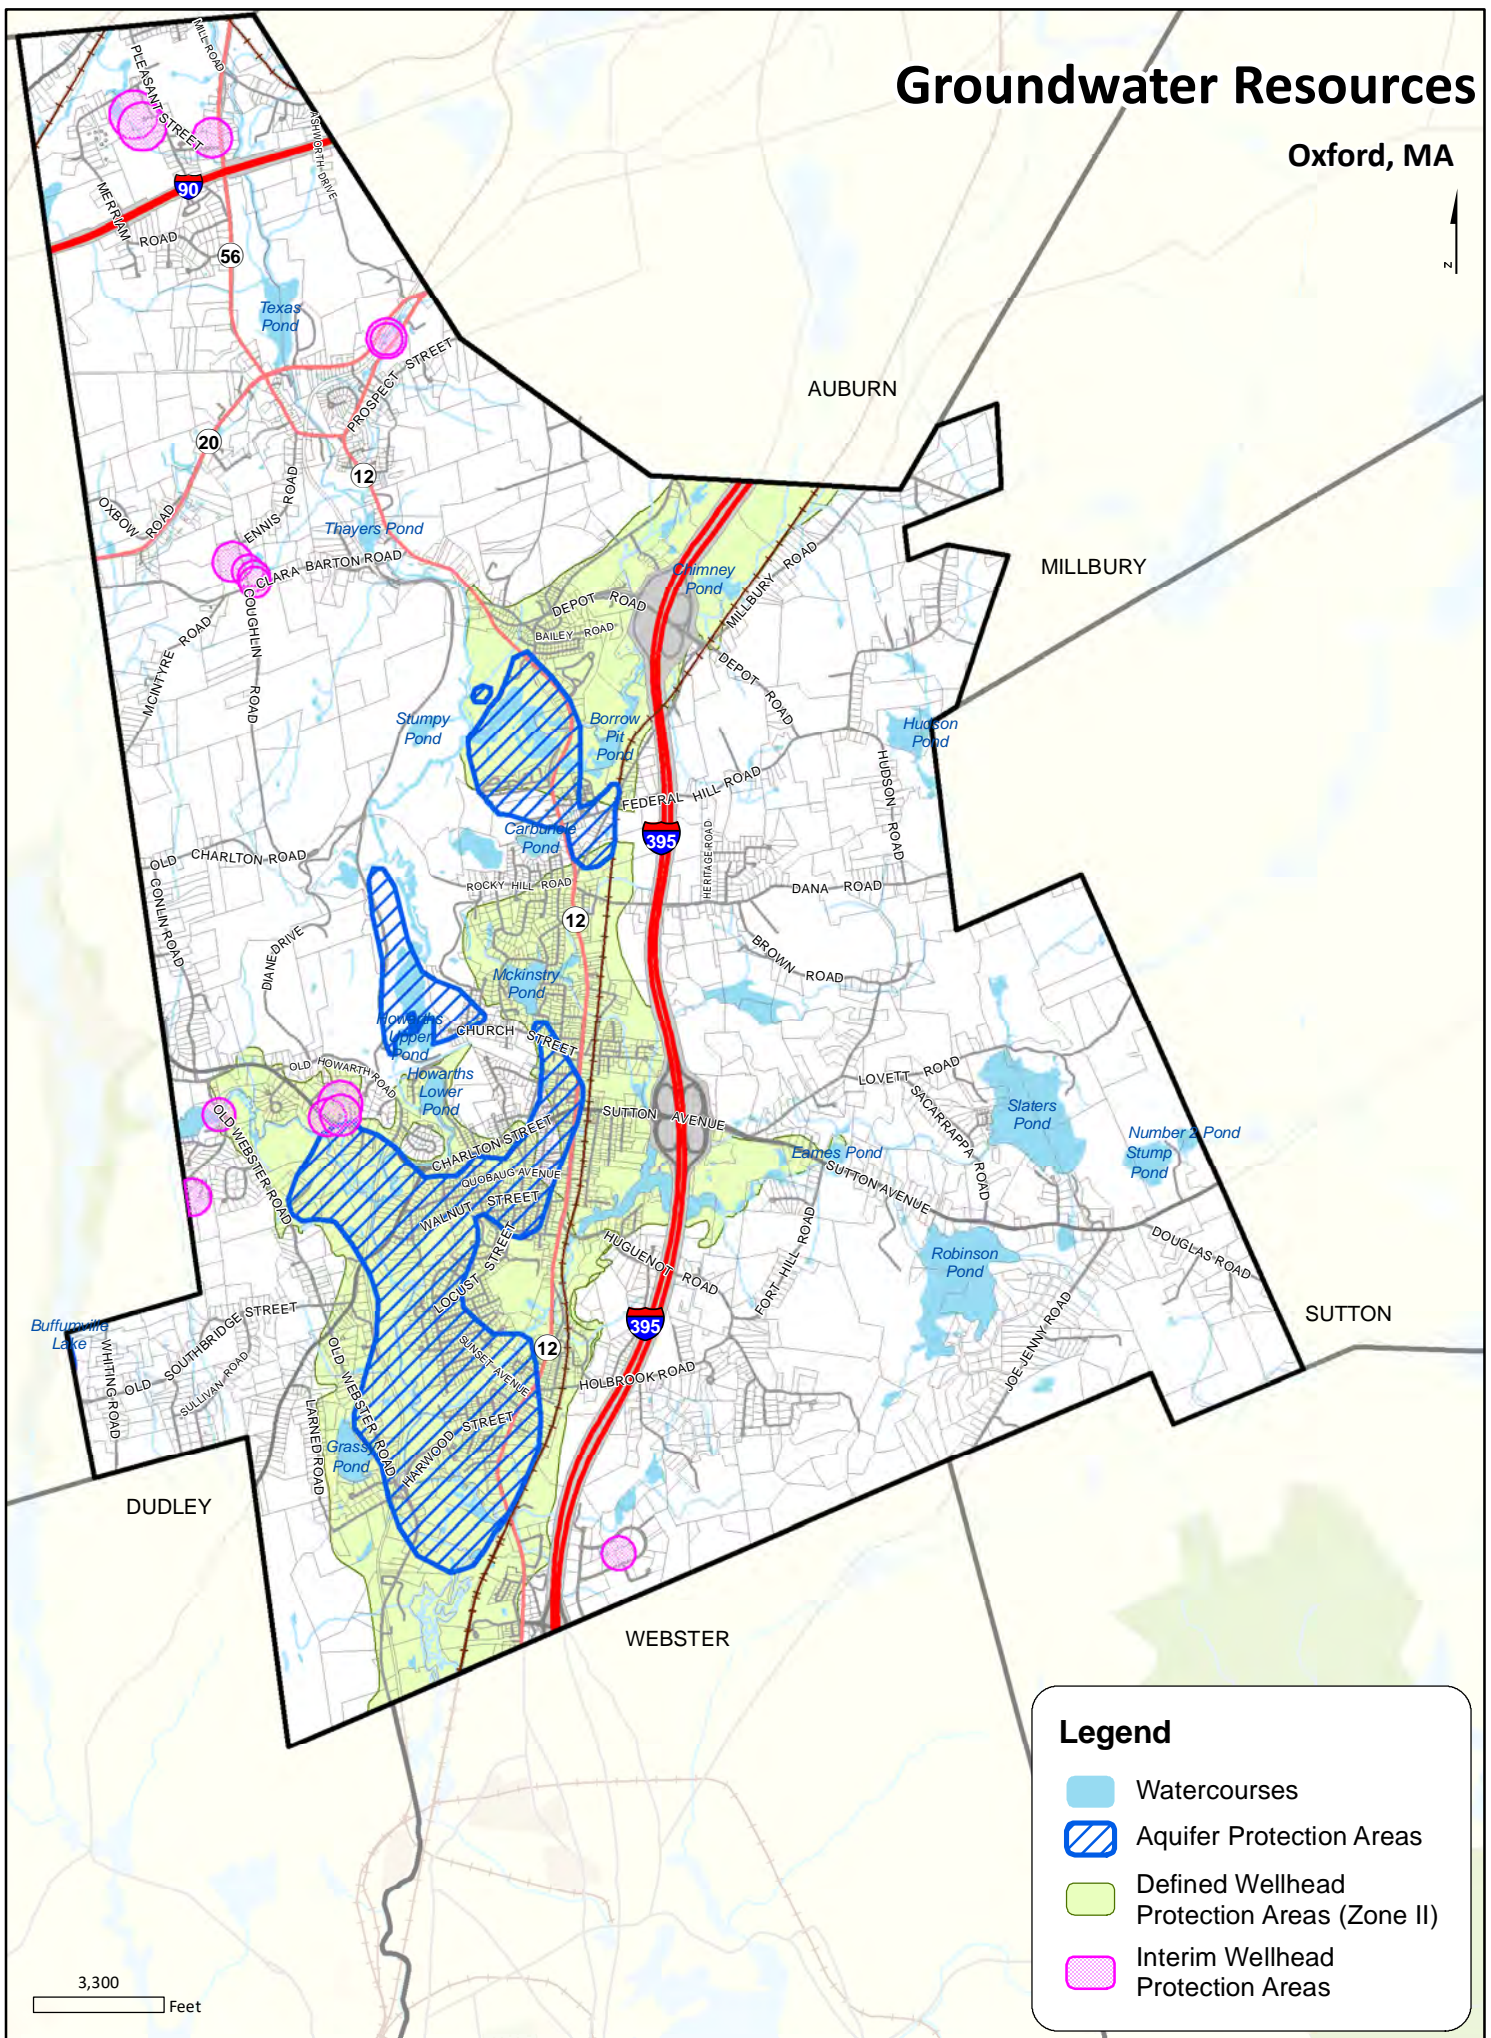 Groundwater Resources
Oxford, MA
z
MILL ROAD
PLEASANT STREET
ASHWORTH DRIVE
90
MERRIAM ROAD
56
Texas
Pond
PROSPECT STREET
AUBURN
20
12
OXBOW ROAD
ENNIS ROAD
Thayers Pond
CLARA BARTON ROAD
MILLBURY
Chimney
Pond
MILLBURY ROAD
DEPOT ROAD
BAILEY ROAD
COUGHLIN ROAD
MCINTYRE ROAD
DEPOT ROAD
Stumpy
Pond
Borrow
Pit
Pond
Hudson
Pond
HUDSON ROAD
FEDERAL HILL ROAD
395
Carbuncle
Pond
HERITAGE ROAD
OLD CHARLTON ROAD
CONLIN ROAD
ROCKY HILL ROAD
DANA ROAD
12
DIANE DRIVE
BROWN ROAD
Mckinstry
Pond
Howarths
Upper
Pond
CHURCH STREET
OLD HOWARTH ROAD
Howarths
Lower
Pond
LOVETT ROAD
SACARRAPPA ROAD
Slaters
Pond
OLD WEBSTER ROAD
SUTTON AVENUE
CHARLTON STREET
Number 2 Pond
Stump
Pond
Eames Pond
SUTTON AVENUE
QUOBAUG AVENUE
WALNUT STREET
LOCUST STREET
HUGUENOT ROAD
FORT HILL ROAD
Robinson
Pond
DOUGLAS ROAD
SUTTON
Buffumville
Lake
WHITING ROAD
OLD SOUTHBRIDGE STREET
SULLIVAN ROAD
395
12
SUNSET AVENUE
JOE JENNY ROAD
HOLBROOK ROAD
OLD WEBSTER ROAD
LARNED ROAD
HARWOOD STREET
Grassy
Pond
DUDLEY
WEBSTER
Legend
Watercourses
Aquifer Protection Areas
Defined Wellhead
Protection Areas (Zone II)
Interim Wellhead
Protection Areas
3,300
Feet